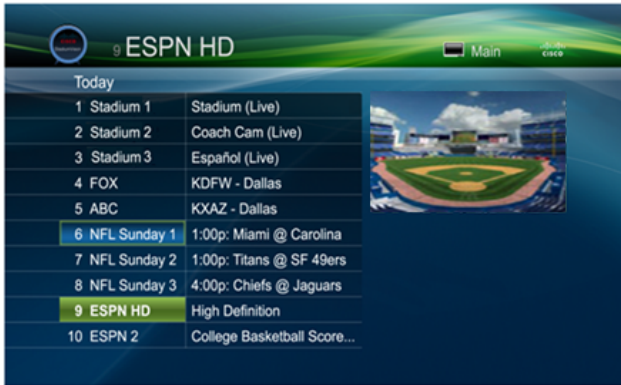 9 ESPN HD
Main
CISCO
Today
1 Stadium 1 Stadium (Live)
2 Stadium 2 Coach Cam (Live)
3 Stadium 3 Español (Live)
4 FOX KDFW - Dallas
5 ABC KXAZ - Dallas
6 NFL Sunday 1 1:00p: Miami @ Carolina
7 NFL Sunday 2 1:00p: Titans @ SF 49ers
8 NFL Sunday 3 4:00p: Chiefs @ Jaguars
9 ESPN HD High Definition
10 ESPN 2 College Basketball Score...